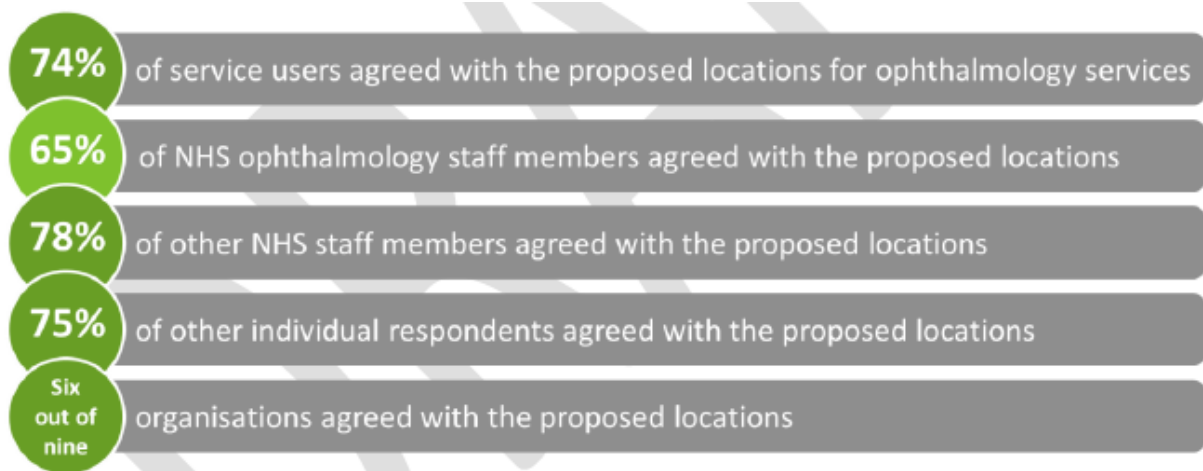 74% of service users agreed with the proposed locations for ophthalmology services
65% of NHS ophthalmology staff members agreed with the proposed locations
78% of other NHS staff members agreed with the proposed locations
75% of other individual respondents agreed with the proposed locations
Six
out of
nine
organisations agreed with the proposed locations